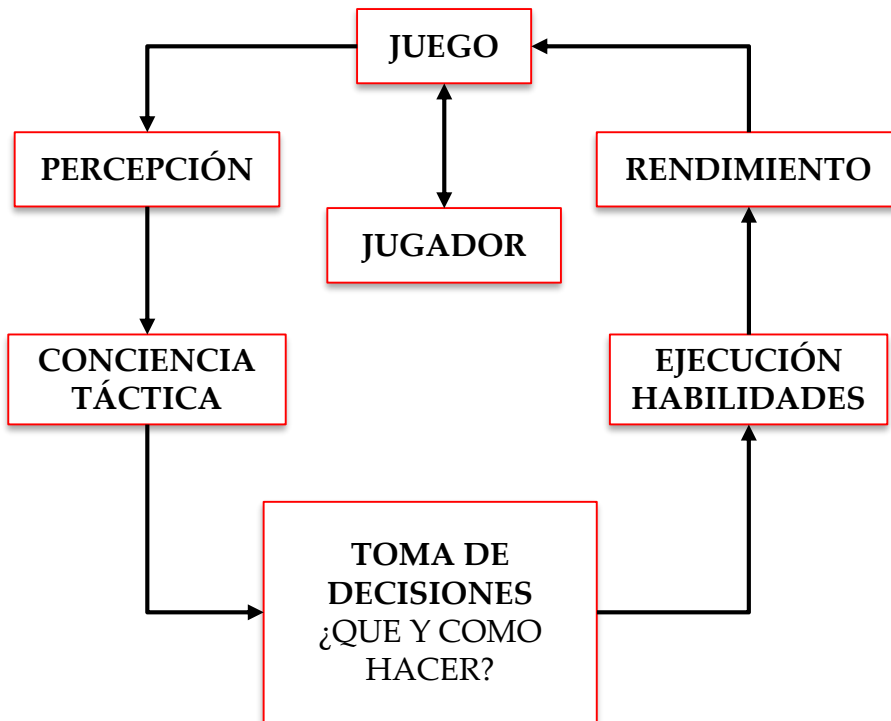 JUEGO
PERCEPCIÓN
RENDIMIENTO
JUGADOR
CONCIENCIA
TÁCTICA
EJECUCIÓN
HABILIDADES
TOMA DE
DECISIONES
¿QUE Y COMO
HACER?